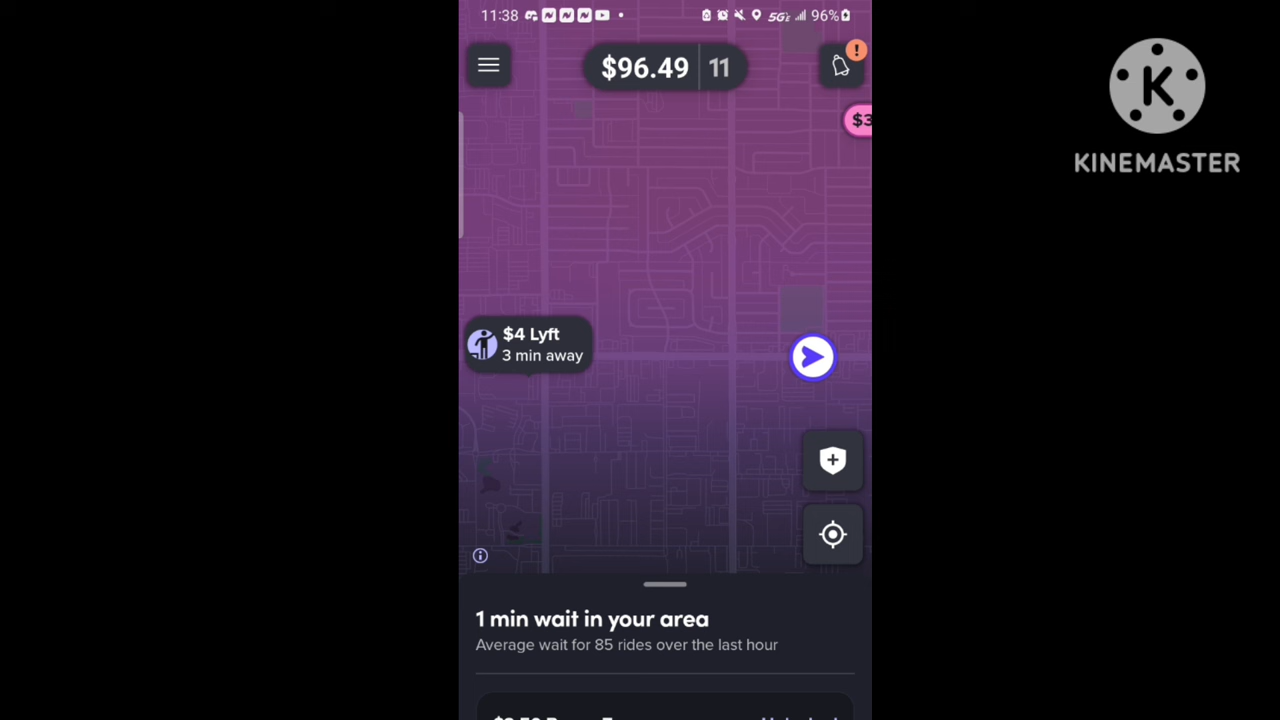 11:38
5G 96%
$96.49 11
!
$3
K
KINEMASTER
$4 Lyft
3 min away
1 min wait in your area
Average wait for 85 rides over the last hour